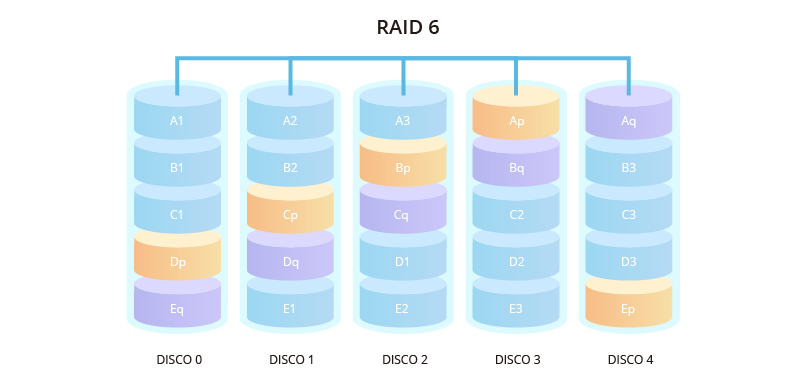 RAID 6
A1 A2 A3 Ap Aq
B1 B2 Bp Bq B3
C1 Cp Cq C2 C3
Dp Dq D1 D2 D3
Eq E1 E2 E3 Ep
DISCO 0 DISCO 1 DISCO 2 DISCO 3 DISCO 4